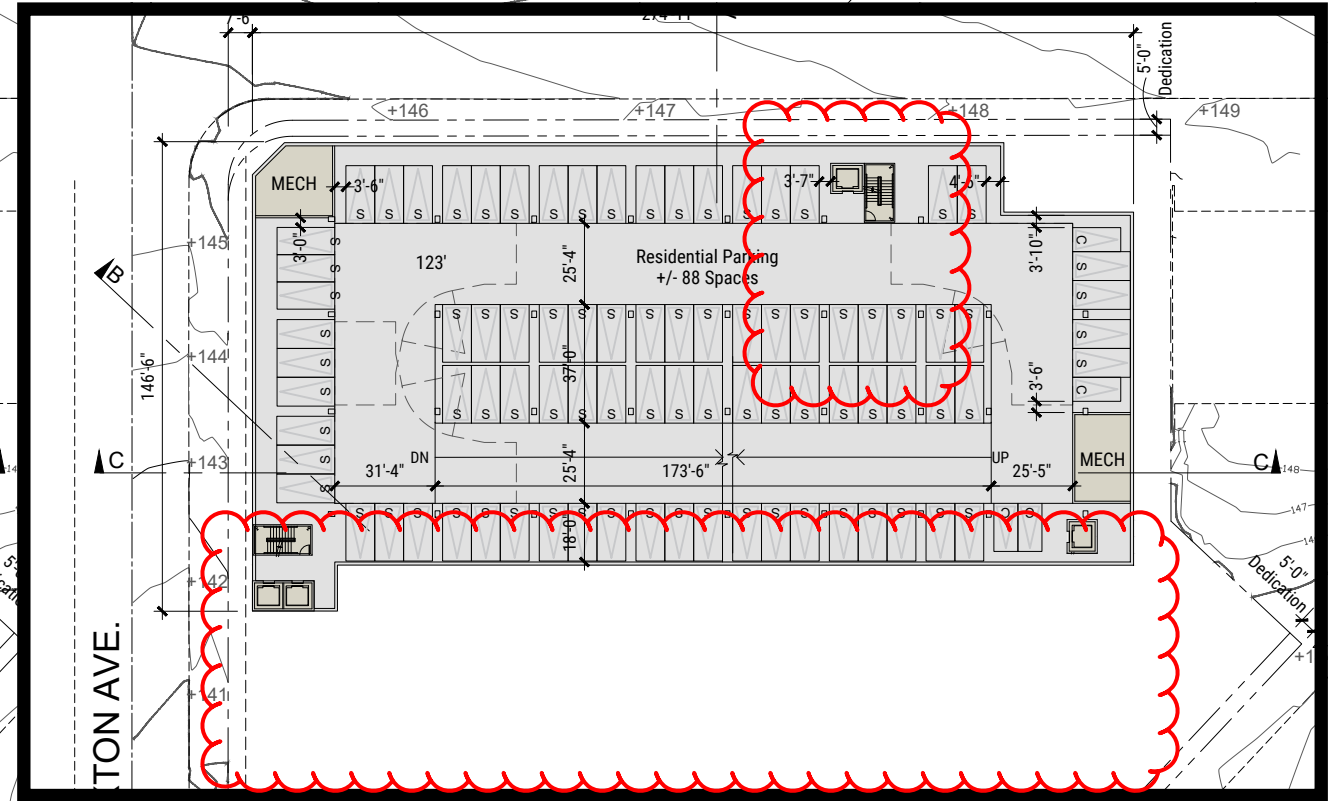 5'-0"
Dedication
+146
+147
+148
+149
MECH
3'-6"
3'-7"
4'-6"
S S S S S S S S S S S S S S S S S
+145
3'-0"
123'
25'-4"
Residential Parking
+/- 88 Spaces
3'-10"
S
S
S
C
S
S
B
S S S S S S S S S S S S S S S S S
+144
146'-6"
37'-0"
3'-6"
S
S
S
S
S
C
S S S S S S S S S S S S S S S S S
C
+143
DN
31'-4"
25'-4"
173'-6"
UP
25'-5"
MECH
C
148
S
S
S
S S S S S S S S S S S S S S S S S S S S C C
147
18'-0"
+142
5'-0"
Dedication
+141
TON AVE.